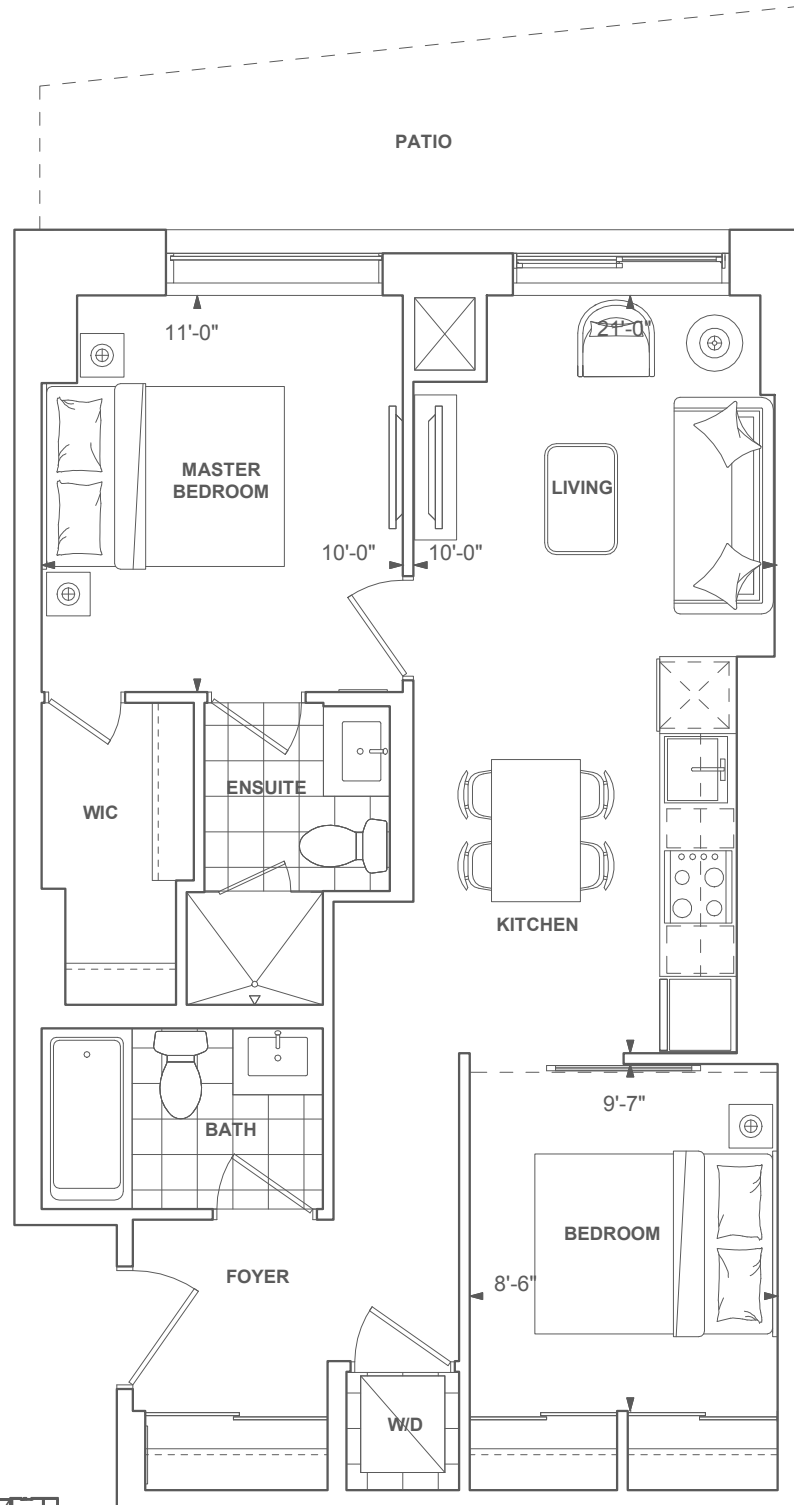 PATIO
11'-0"
21'-0"
MASTER
BEDROOM
LIVING
10'-0"
10'-0"
ENSUITE
WIC
KITCHEN
9'-7"
BATH
BEDROOM
FOYER
8'-6"
W/D